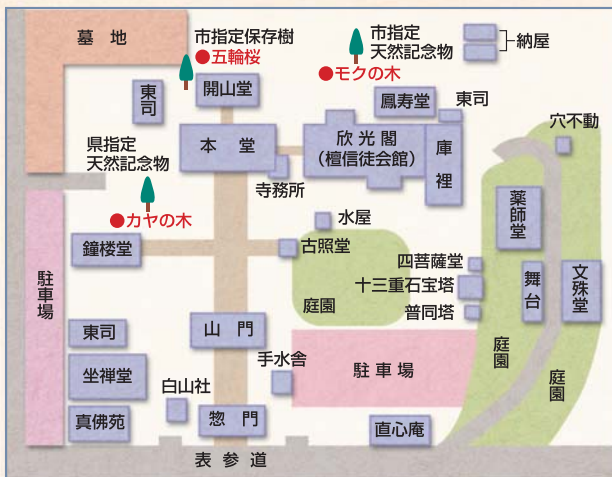 墓地
市指定保存樹
●五輪桜
市指定
天然記念物
●モクの木
納屋
東司
開山堂
鳳寿堂
東司
穴不動
本堂
欣光閣
(檀信徒会館)
庫裡
県指定
天然記念物
●カヤの木
寺務所
薬師堂
水屋
鐘楼堂
古照堂
四菩薩堂
十三重石宝塔
普同塔
舞台
文殊堂
駐車場
庭園
山門
東司
手水舎
駐車場
庭園
庭園
坐禅堂
白山社
真佛苑
惣門
直心庵
表参道